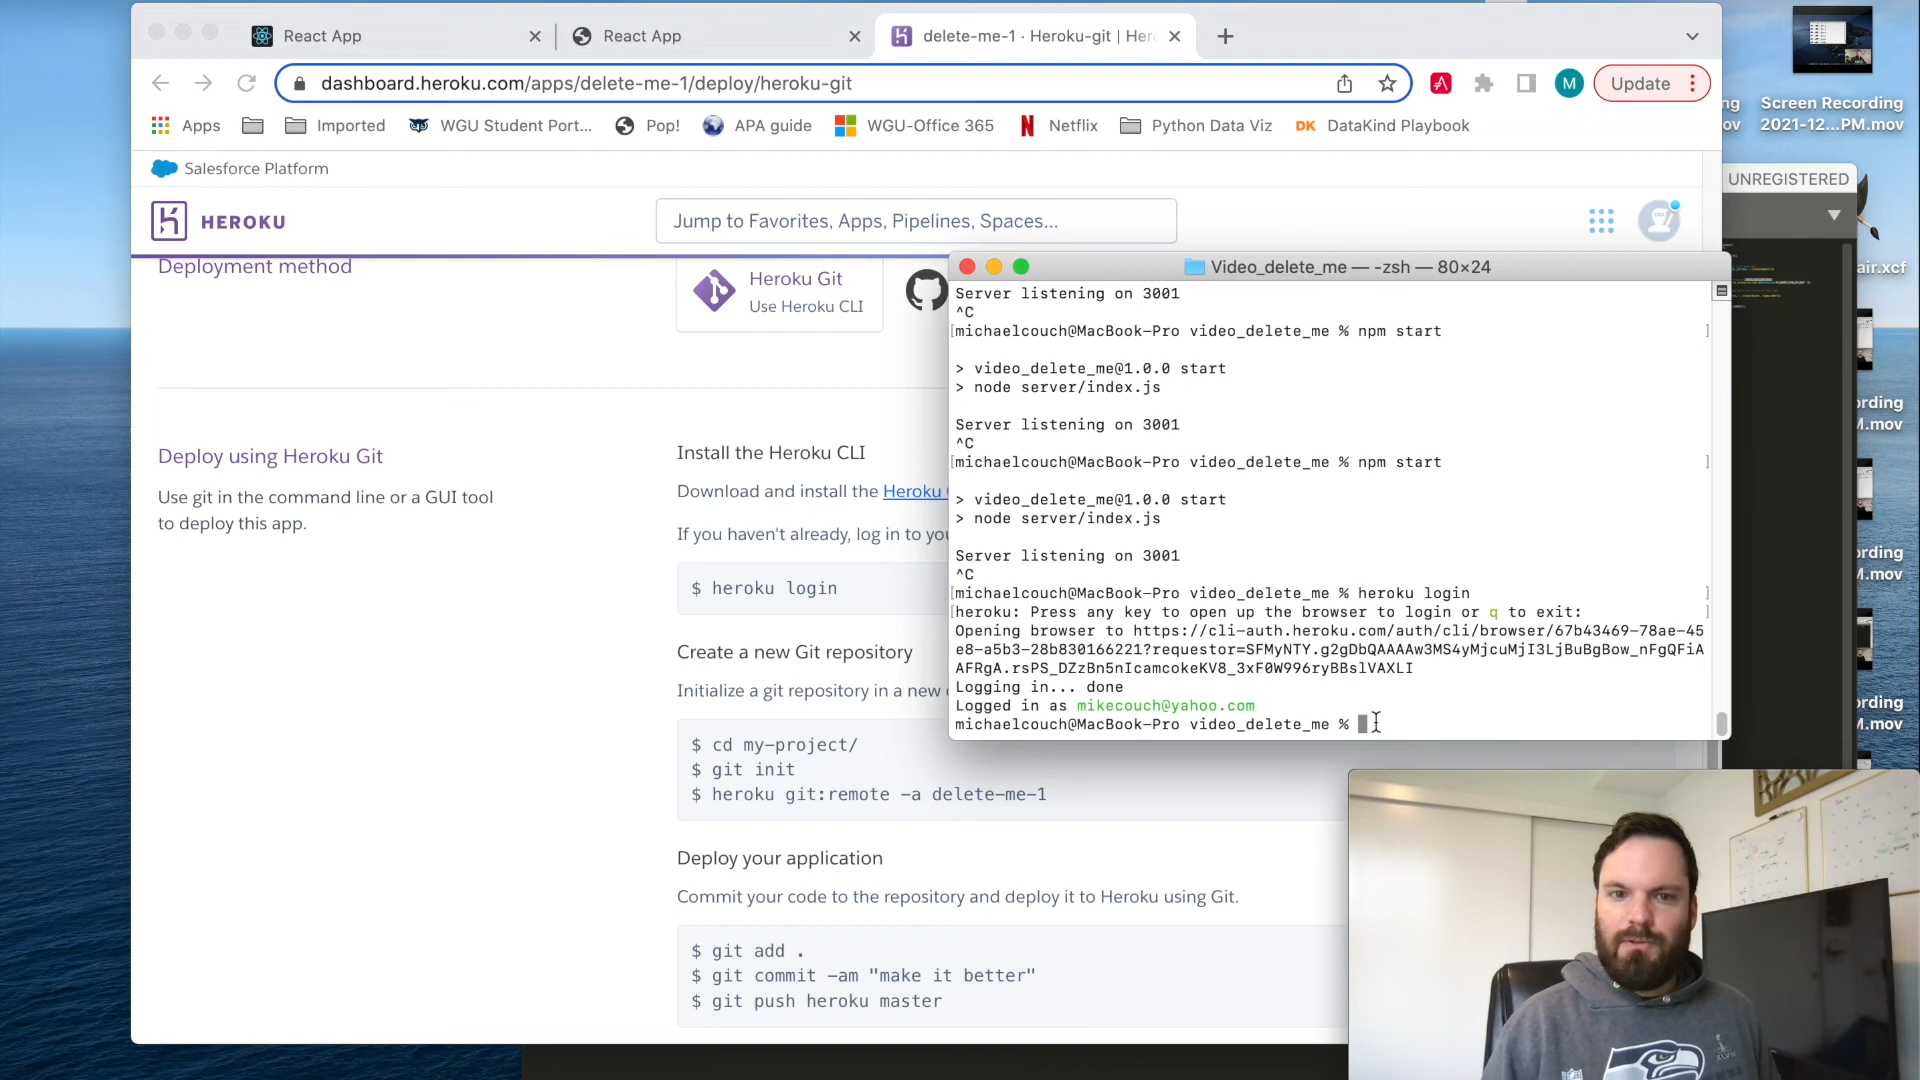 React App
React App
delete-me-1 · Heroku-git | Her
dashboard.heroku.com/apps/delete-me-1/deploy/heroku-git
M
Update
Apps
Imported
WGU Student Port...
Pop!
APA guide
WGU-Office 365
Netflix
Python Data Viz
DK DataKind Playbook
Screen Recording
2021-12...PM.mov
ng
ov
Salesforce Platform
HEROKU
Jump to Favorites, Apps, Pipelines, Spaces...
UNREGISTERED
air.xcf
ording
M.mov
ording
M.mov
ording
M.mov
Deployment method
Heroku Git
Use Heroku CLI
Deploy using Heroku Git
Use git in the command line or a GUI tool
to deploy this app.
Install the Heroku CLI
Download and install the Heroku
If you haven't already, log in to you
$ heroku login
Create a new Git repository
Initialize a git repository in a new
$ cd my-project/
$ git init
$ heroku git:remote -a delete-me-1
Deploy your application
Commit your code to the repository and deploy it to Heroku using Git.
$ git add .
$ git commit -am "make it better"
$ git push heroku master
Video_delete_me — -zsh — 80×24
Server listening on 3001
^C
[michaelcouch@MacBook-Pro video_delete_me % npm start ]
> video_delete_me@1.0.0 start
> node server/index.js
Server listening on 3001
^C
[michaelcouch@MacBook-Pro video_delete_me % npm start ]
> video_delete_me@1.0.0 start
> node server/index.js
Server listening on 3001
^C
[michaelcouch@MacBook-Pro video_delete_me % heroku login ]
[heroku: Press any key to open up the browser to login or q to exit: ]
Opening browser to https://cli-auth.heroku.com/auth/cli/browser/67b43469-78ae-45
e8-a5b3-28b830166221?requestor=SFMyNTY.g2gDbQAAAAw3MS4yMjcuMjI3LjBuBgBow_nFgQFiA
AFRgA.rsPS_DZzBn5nIcamcokeKV8_3xF0W996ryBBslVAXLI
Logging in... done
Logged in as mikecouch@yahoo.com
michaelcouch@MacBook-Pro video_delete_me %